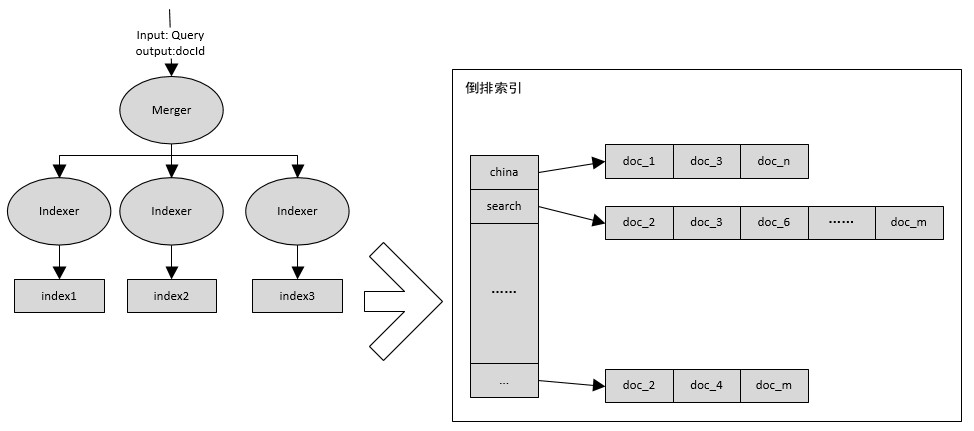 Input: Query
output:docId
Merger
Indexer
Indexer
Indexer
index1
index2
index3
倒排索引
china
search
……
...
doc_1
doc_3
doc_n
doc_2
doc_3
doc_6
……
doc_m
doc_2
doc_4
doc_m